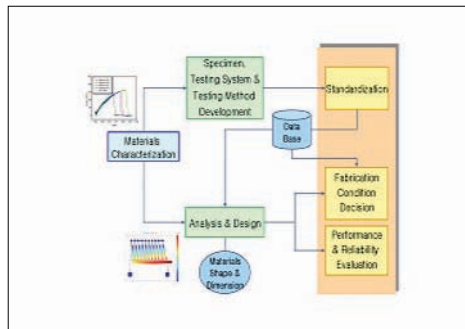 Specimen,
Testing System &
Testing Method
Development
Standardization
Data
Base
Materials
Characterization
Fabrication
Condition
Decision
Analysis & Design
Performance
& Reliability
Evaluation
Materials
Shape &
Dimension